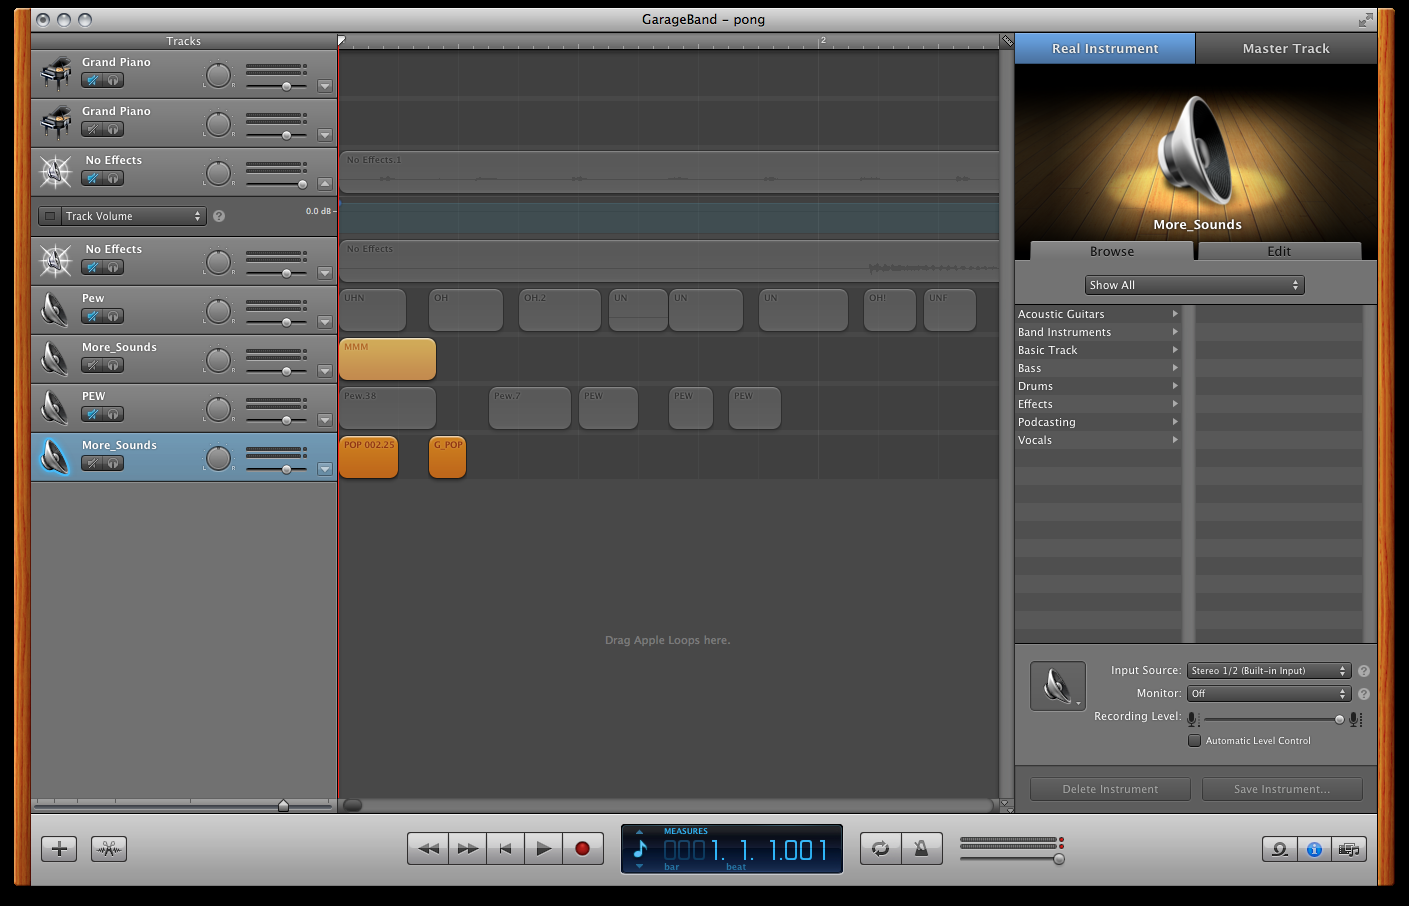 GarageBand - pong
Tracks
2
Real Instrument
Master Track
Grand Piano
L R
Grand Piano
L R
No Effects
L R
No Effects.1
Track Volume
?
0.0 dB
No Effects
L R
No Effects
Pew
L R
UHN
OH
OH.2
UN
UN
UN
OH!
UNF
More_Sounds
L R
MMM
PEW
L R
Pew.38
Pew.7
PEW
PEW
PEW
More_Sounds
L R
POP 002.25
G_POP
Drag Apple Loops here.
More_Sounds
Browse
Edit
Show All
Acoustic Guitars
Band Instruments
Basic Track
Bass
Drums
Effects
Podcasting
Vocals
Input Source: Stereo 1/2 (Built-in Input) ?
Monitor: Off ?
Recording Level:
Automatic Level Control
Delete Instrument
Save Instrument...
MEASURES
0001. 1. 1.001
bar
beat